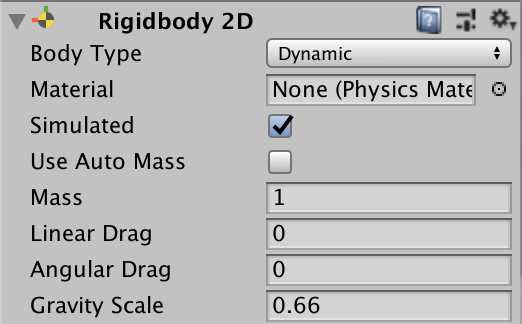 Rigidbody 2D
Body Type Dynamic
Material None (Physics Mate
Simulated
Use Auto Mass
Mass 1
Linear Drag 0
Angular Drag 0
Gravity Scale 0.66